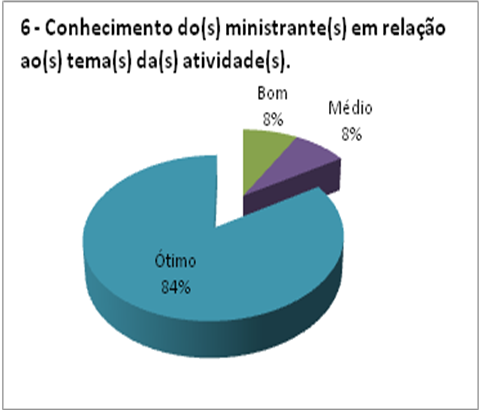 6 - Conhecimento do(s) ministrante(s) em relação
ao(s) tema(s) da(s) atividade(s).
Bom
8%
Médio
8%
Ótimo
84%